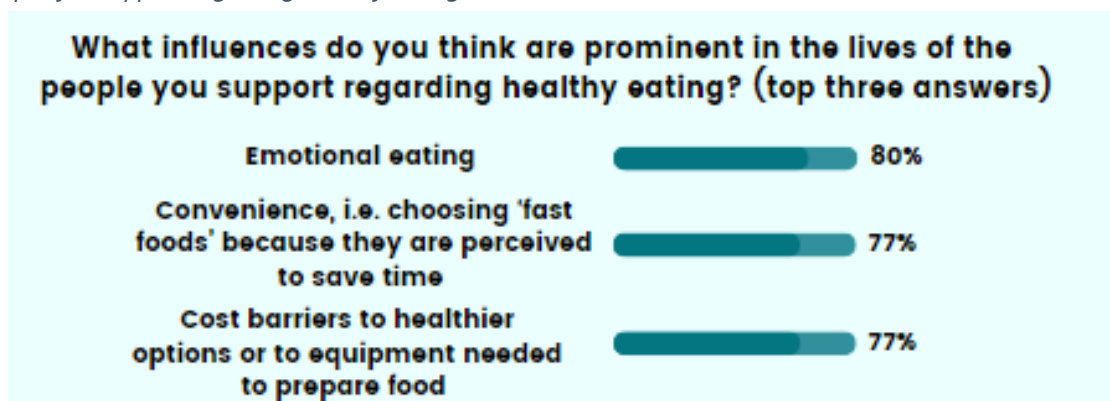 What influences do you think are prominent in the lives of the
people you support regarding healthy eating? (top three answers)
Emotional eating
80%
Convenience, i.e. choosing 'fast
foods' because they are perceived
to save time
77%
Cost barriers to healthier
options or to equipment needed
to prepare food
77%